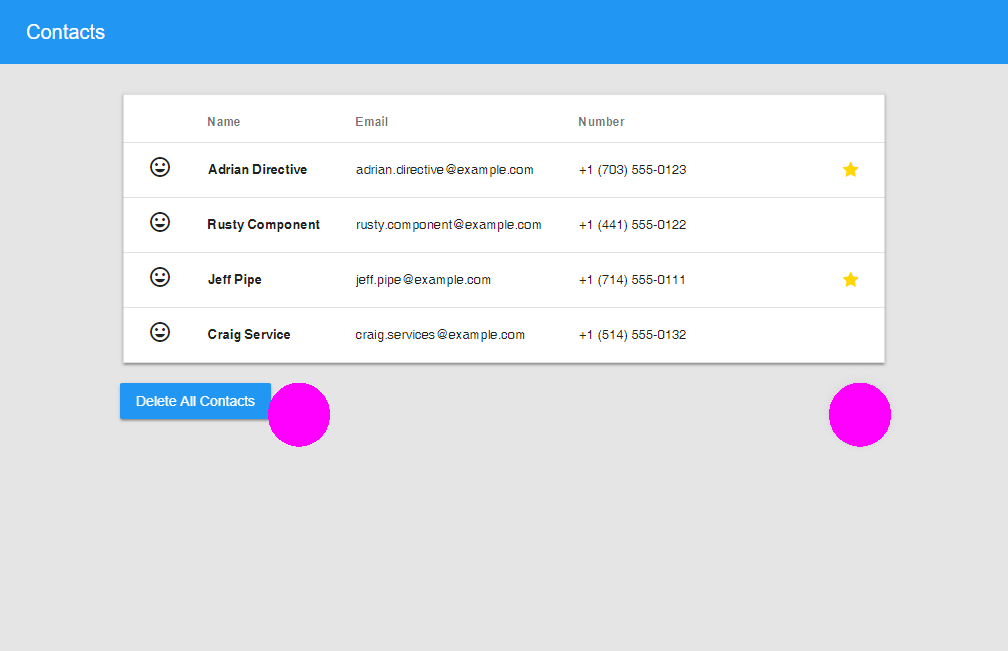 Contacts
Name Email Number
Adrian Directive adrian.directive@example.com +1 (703) 555-0123
Rusty Component rusty.component@example.com +1 (441) 555-0122
Jeff Pipe jeff.pipe@example.com +1 (714) 555-0111
Craig Service craig.services@example.com +1 (514) 555-0132
Delete All Contacts